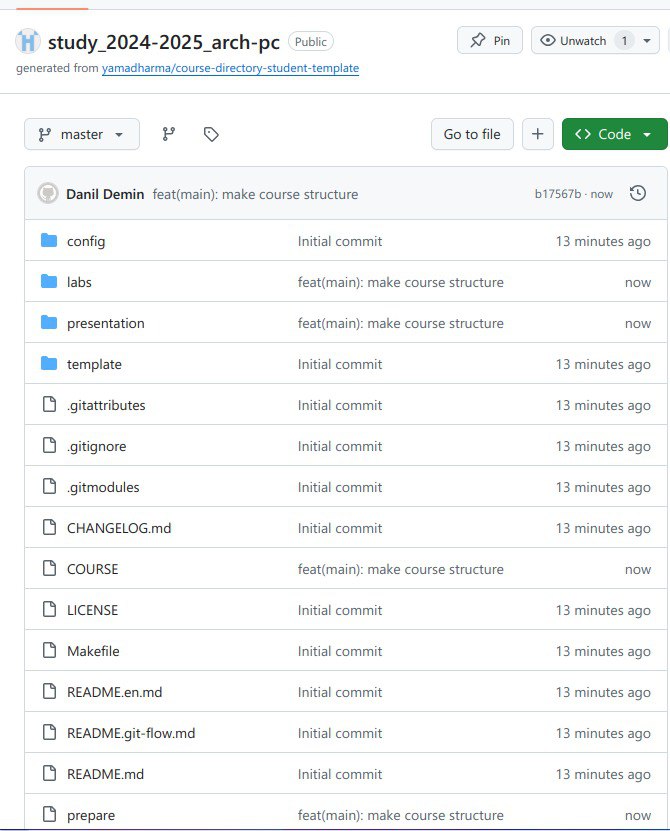 study_2024-2025_arch-pc Public Pin Unwatch 1
generated from yamadharma/course-directory-student-template
master Go to file Code
Danil Demin feat(main): make course structure b17567b · now
config Initial commit 13 minutes ago
labs feat(main): make course structure now
presentation feat(main): make course structure now
template Initial commit 13 minutes ago
.gitattributes Initial commit 13 minutes ago
.gitignore Initial commit 13 minutes ago
.gitmodules Initial commit 13 minutes ago
CHANGELOG.md Initial commit 13 minutes ago
COURSE feat(main): make course structure now
LICENSE Initial commit 13 minutes ago
Makefile Initial commit 13 minutes ago
README.en.md Initial commit 13 minutes ago
README.git-flow.md Initial commit 13 minutes ago
README.md Initial commit 13 minutes ago
prepare feat(main): make course structure now